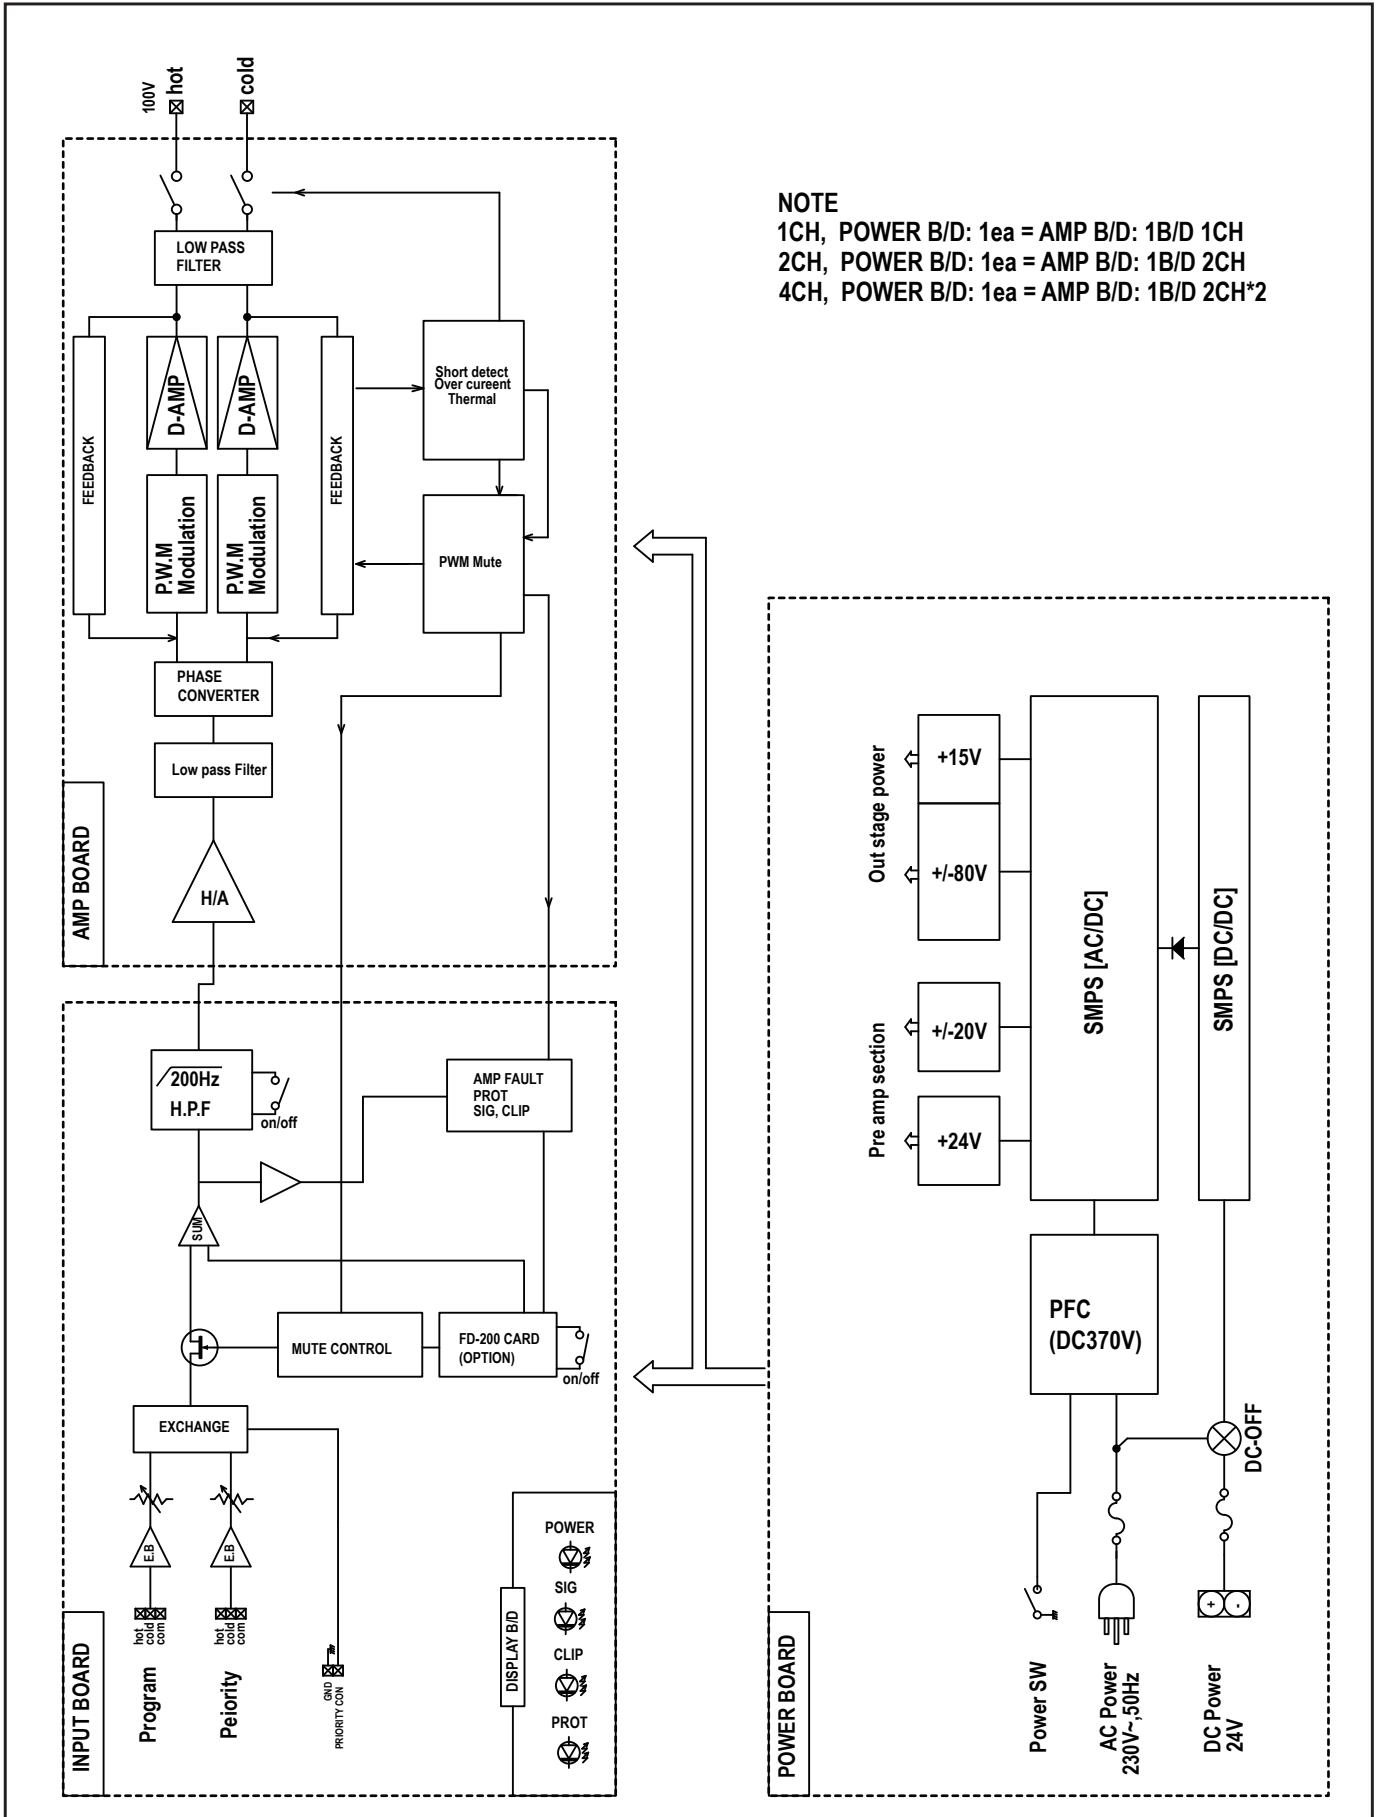 100V
hot
cold
LOW PASS
FILTER
FEEDBACK
D-AMP
D-AMP
FEEDBACK
P.W.M
Modulation
P.W.M
Modulation
Short detect
Over cureent
Thermal
PWM Mute
PHASE
CONVERTER
Low pass Filter
H/A
AMP BOARD
NOTE
1CH, POWER B/D: 1ea = AMP B/D: 1B/D 1CH
2CH, POWER B/D: 1ea = AMP B/D: 1B/D 2CH
4CH, POWER B/D: 1ea = AMP B/D: 1B/D 2CH*2
200Hz
H.P.F
on/off
AMP FAULT
PROT
SIG, CLIP
SUM
MUTE CONTROL
FD-200 CARD
(OPTION)
on/off
EXCHANGE
E.B
E.B
hot
cold
com
hot
cold
com
Program
Peiority
GND
PRIORITY CON
INPUT BOARD
DISPLAY B/D
POWER
SIG
CLIP
PROT
Out stage power
+15V
+/-80V
Pre amp section
+/-20V
+24V
SMPS [AC/DC]
SMPS [DC/DC]
PFC
(DC370V)
DC-OFF
+
-
Power SW
AC Power
230V~,50Hz
DC Power
24V
POWER BOARD